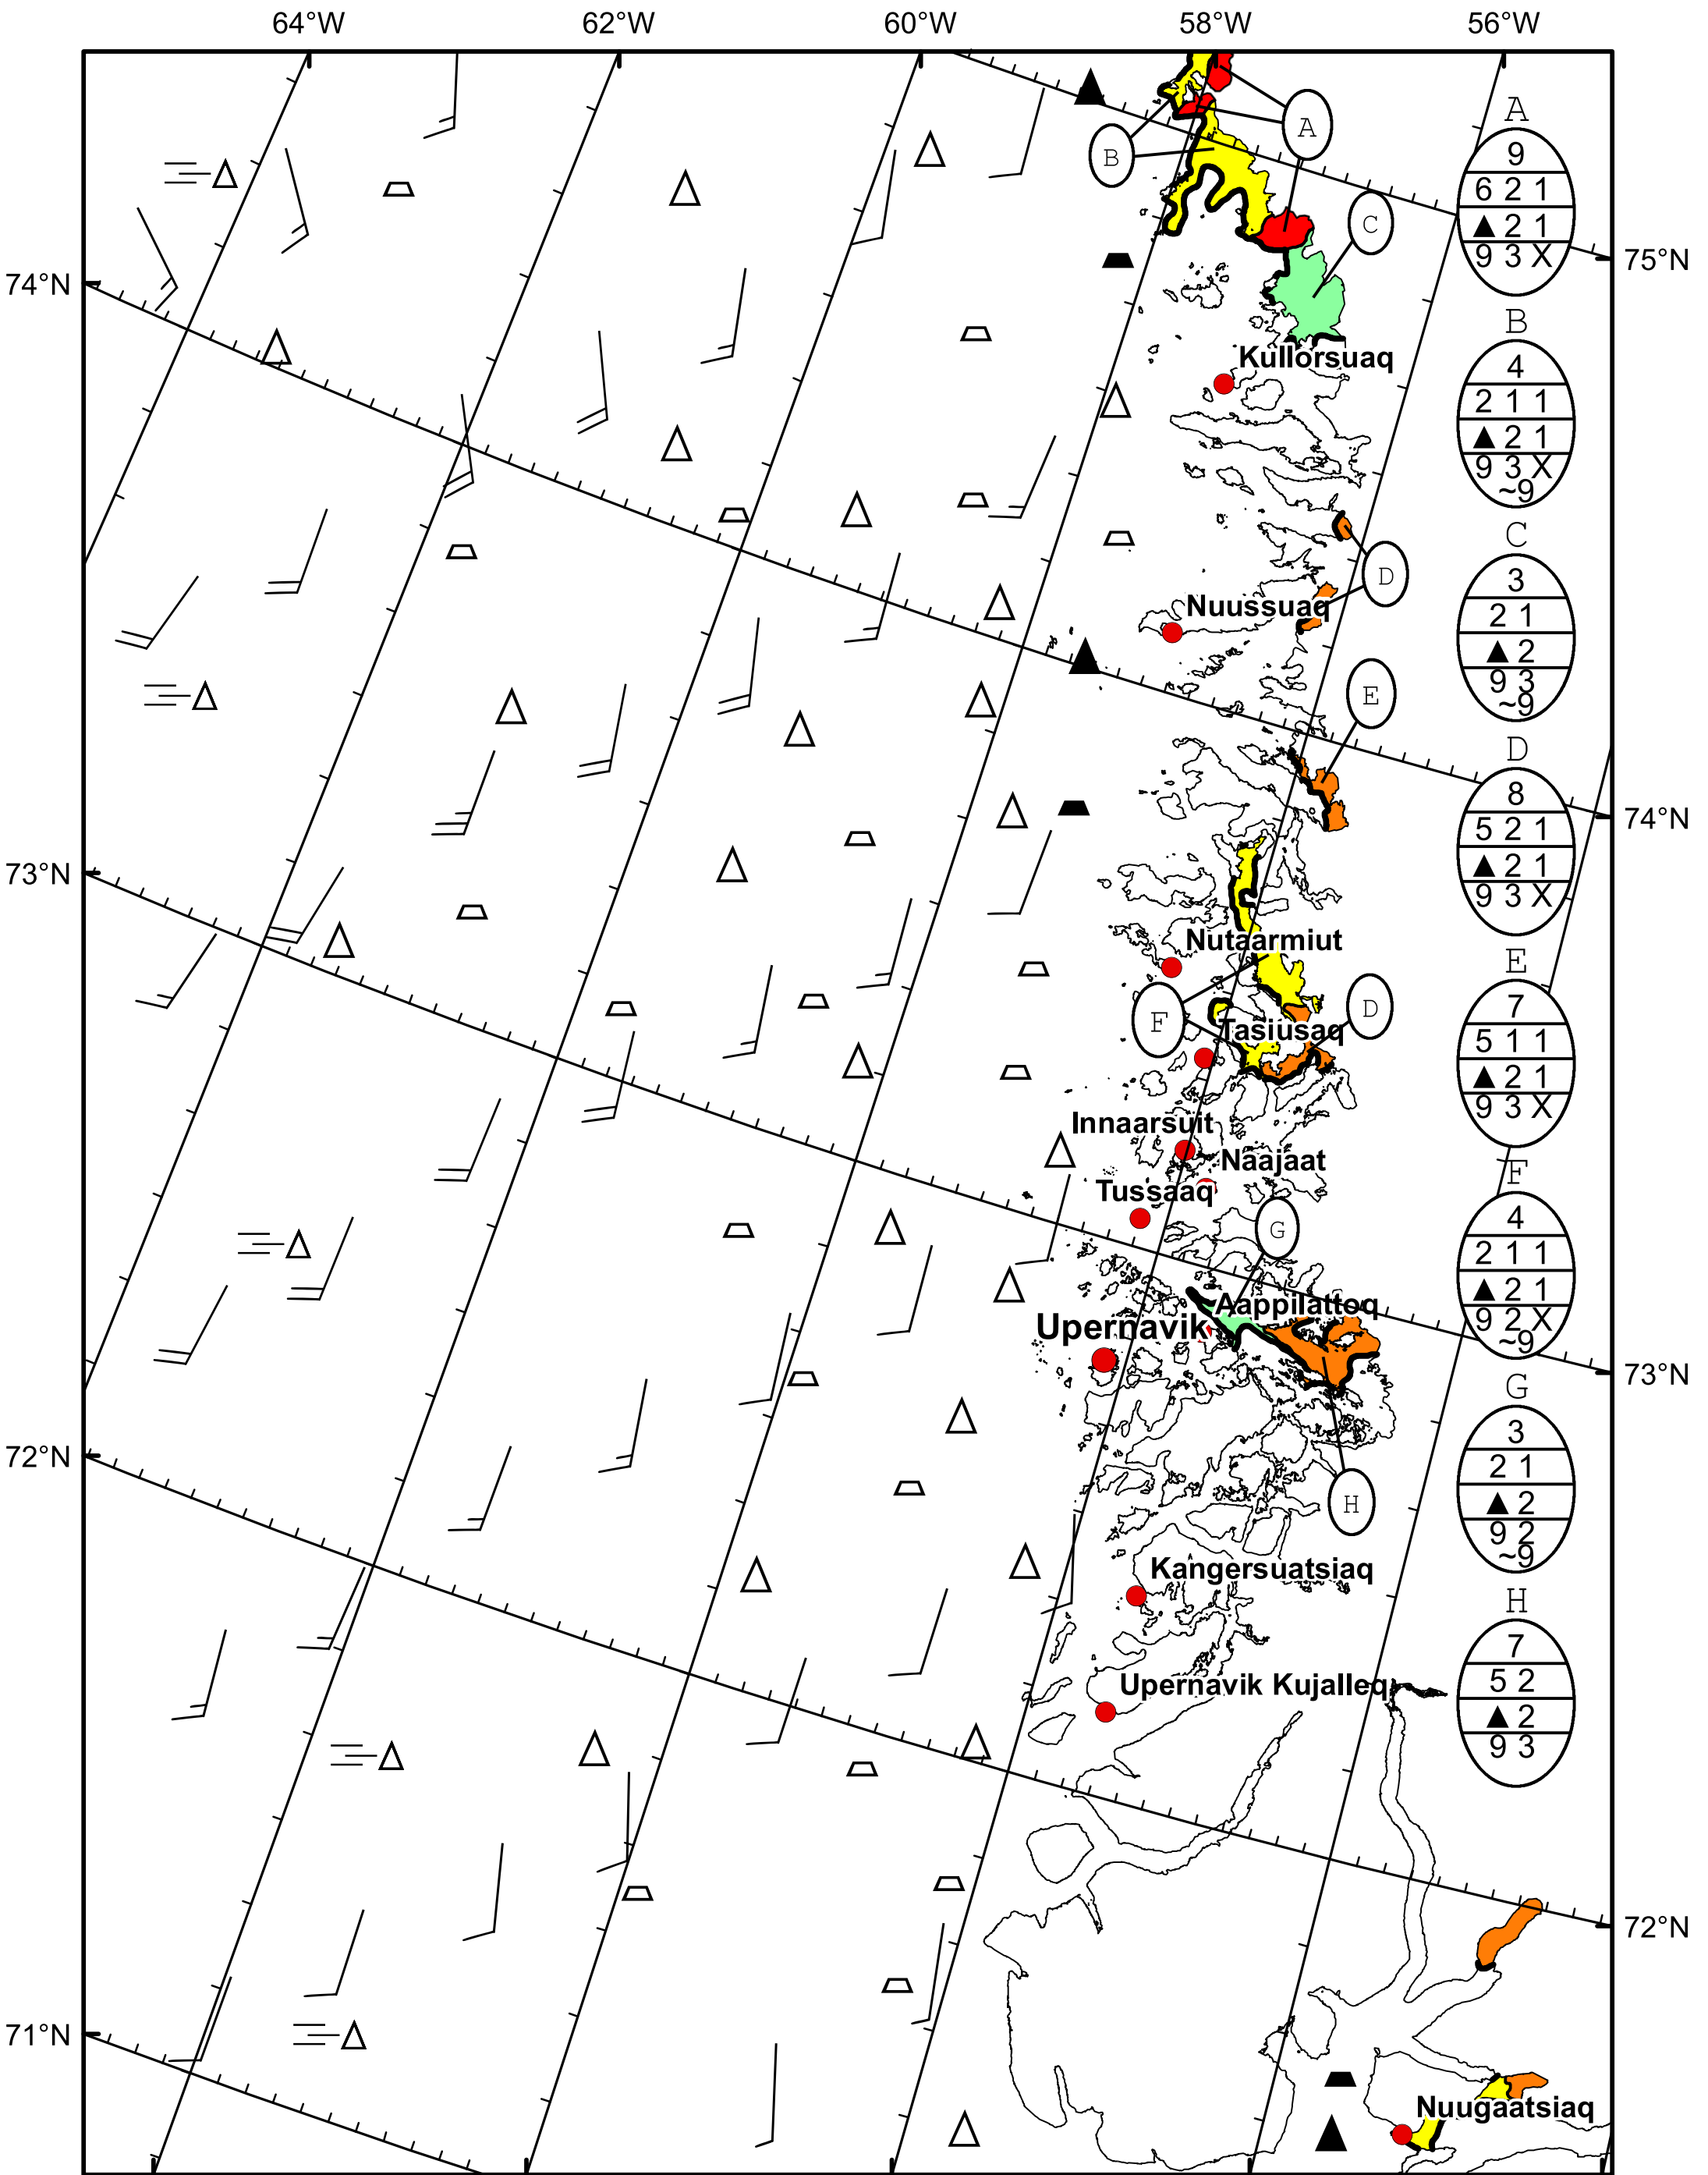 64°W 62°W 60°W 58°W 56°W
A
9
6 2 1
▲ 2 1
9 3 X
A
B
C
75°N
74°N
B
4
2 1 1
▲ 2 1
9 3 X
~9
Kullorsuaq
C
3
2 1
▲ 2
9 3
~9
D
Nuussuaq
E
D
8
5 2 1
▲ 2 1
9 3 X
74°N
73°N
Nutaarmiut
E
7
5 1 1
▲ 2 1
9 3 X
D
F
Tasiusaq
Innaarsuit
Naajaat
Tussaaq
F
4
2 1 1
▲ 2 1
9 2 X
~9
G
Aappilattoq
Upernavik
73°N
G
3
2 1
▲ 2
9 2
~9
72°N
H
Kangersuatsiaq
H
7
5 2
▲ 2
9 3
Upernavik Kujalleq
72°N
71°N
Nuugaatsiaq